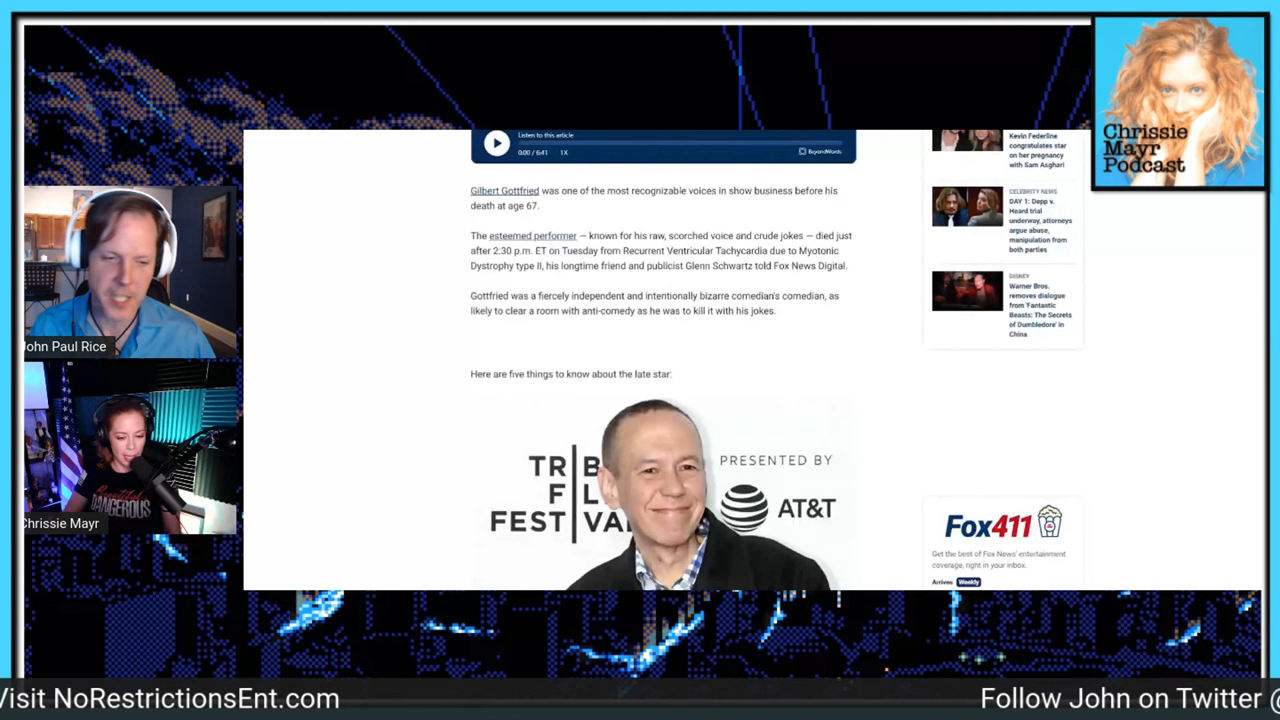 Chrissie
Mayr
Podcast
Listen to this article
0:00 / 6:41 1X
BeyondWords
Gilbert Gottfried was one of the most recognizable voices in show business before his
death at age 67.
The esteemed performer — known for his raw, scorched voice and crude jokes — died just
after 2:30 p.m. ET on Tuesday from Recurrent Ventricular Tachycardia due to Myotonic
Dystrophy type II, his longtime friend and publicist Glenn Schwartz told Fox News Digital.
Gottfried was a fiercely independent and intentionally bizarre comedian's comedian, as
likely to clear a room with anti-comedy as he was to kill it with his jokes.
Here are five things to know about the late star:
TRIB
F L
FESTIVA
PRESENTED BY
AT&T
Kevin Federline
congratulates star
on her pregnancy
with Sam Asghari
CELEBRITY NEWS
DAY 1: Depp v.
Heard trial
underway, attorneys
argue abuse,
manipulation from
both parties
DISNEY
Warner Bros.
removes dialogue
from 'Fantastic
Beasts: The Secrets
of Dumbledore' in
China
Fox411
Get the best of Fox News' entertainment
coverage, right in your inbox.
Arrives Weekly
John Paul Rice
DANGEROUS
Chrissie Mayr
Visit NoRestrictionsEnt.com
Follow John on Twitter @